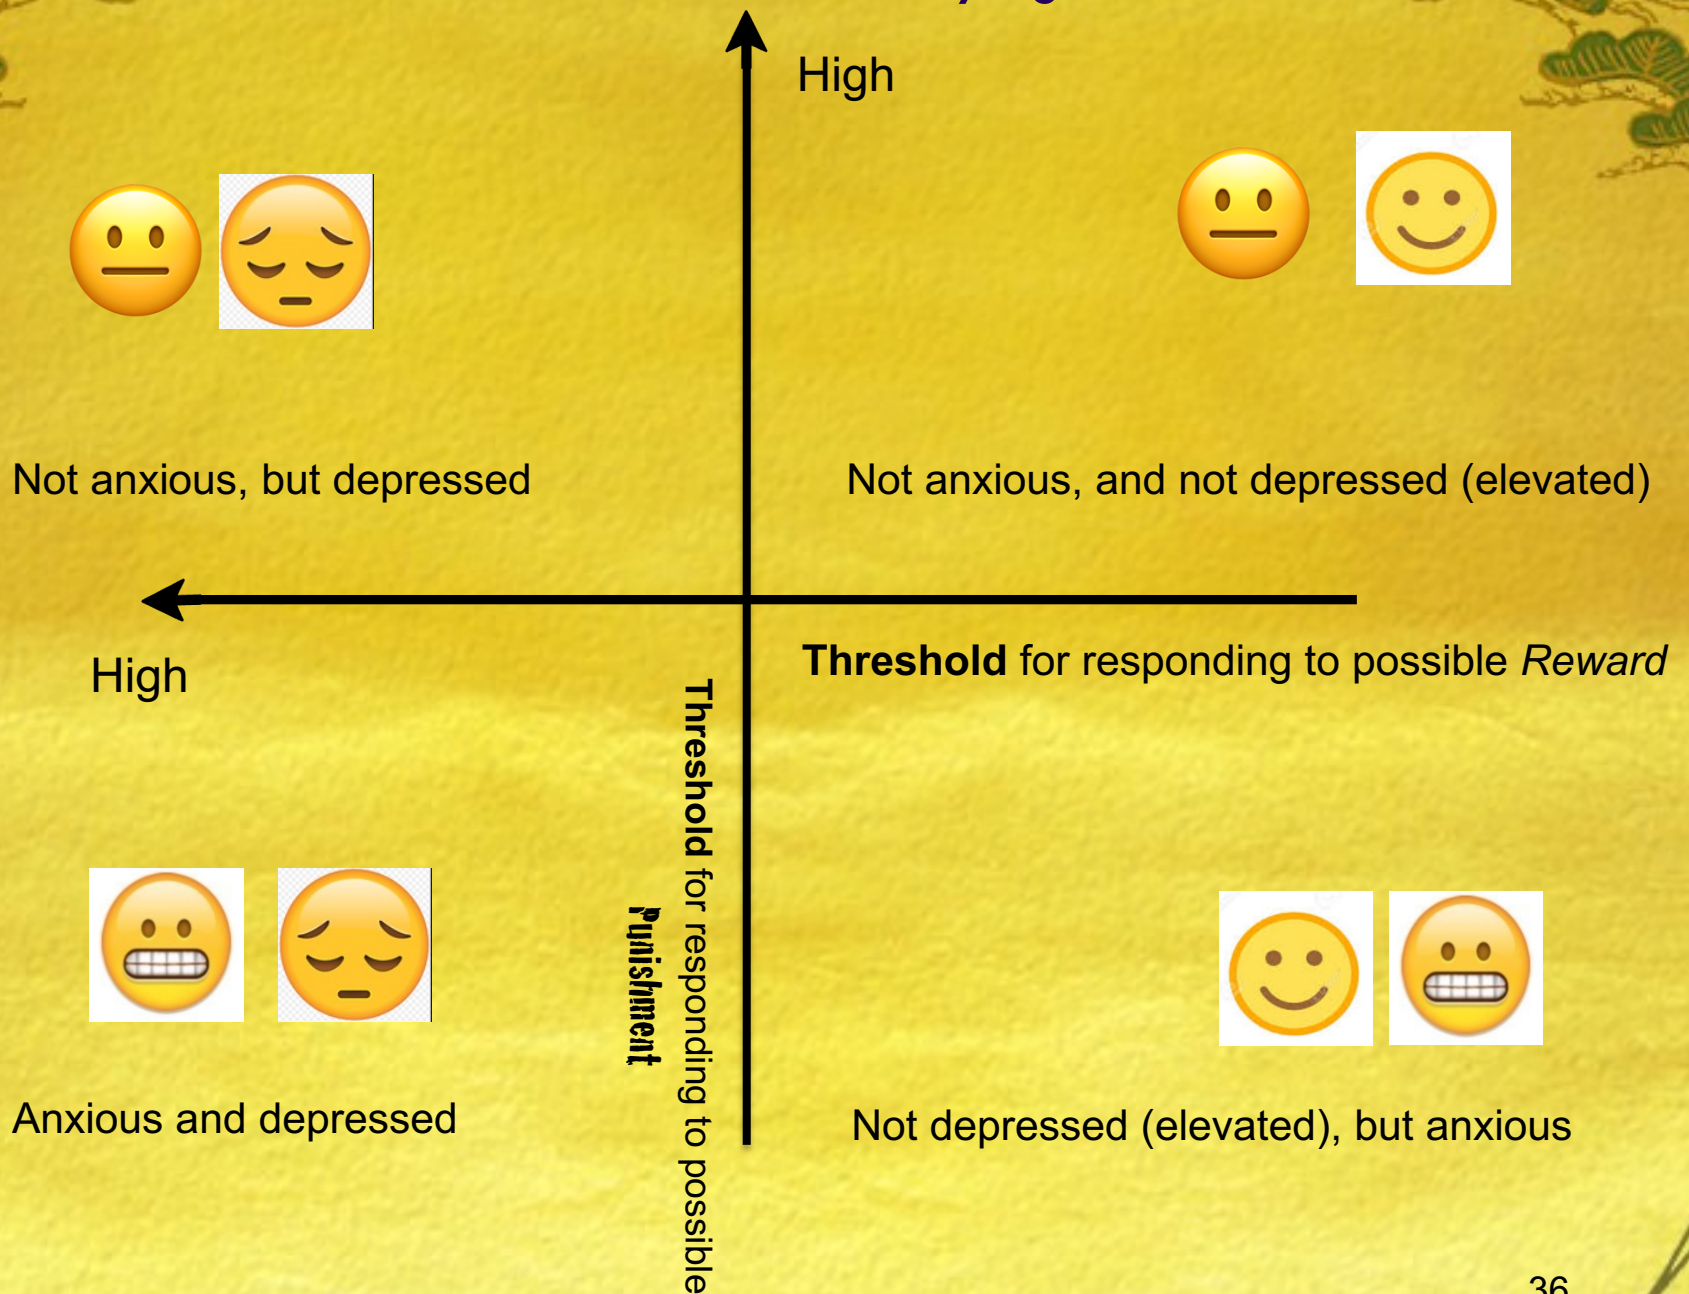 High
Not anxious, but depressed
Not anxious, and not depressed (elevated)
High
Threshold for responding to possible Reward
Threshold for responding to possible
Punishment
Anxious and depressed
Not depressed (elevated), but anxious
36